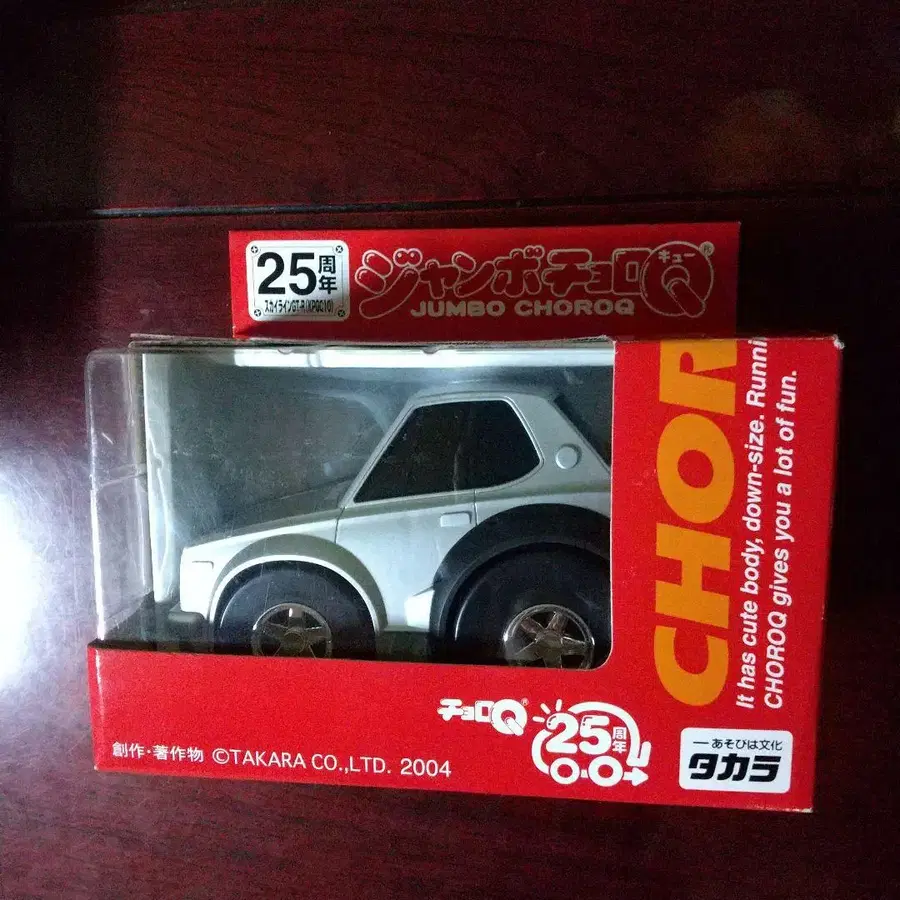 25周年
スカイラインGT-R(KPGC10)
ジャンボチョロQ®
キュー
JUMBO CHOROQ
CHOR
It has cute body, down-size. Runni
CHOROQ gives you a lot of fun.
チョロQ®
25周年
創作・著作物 ©TAKARA CO.,LTD. 2004
―あそびは文化
タカラ